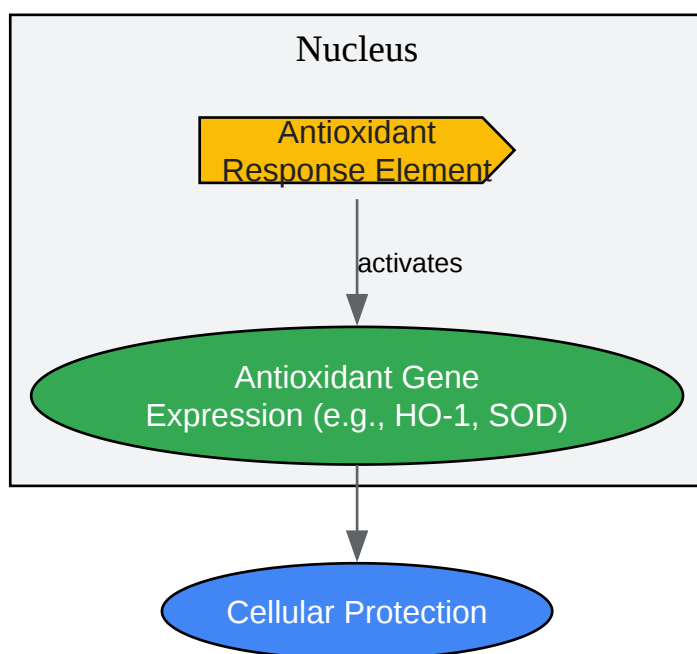 Nucleus
Antioxidant
Response Element
activates
Antioxidant Gene
Expression (e.g., HO-1, SOD)
Cellular Protection